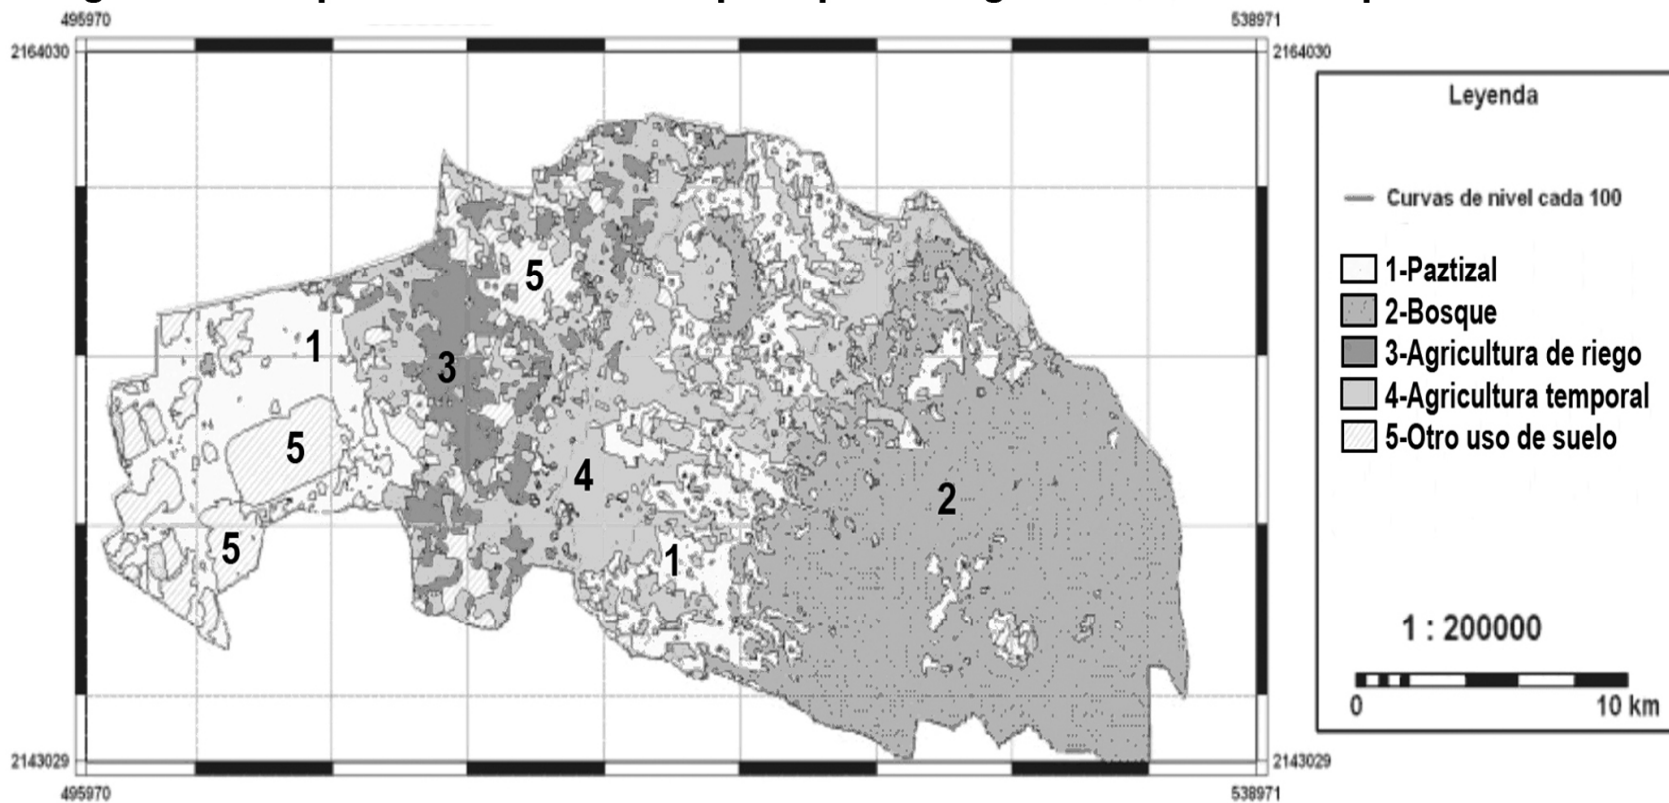 495970
538971
2164030
2164030
Leyenda
Curvas de nivel cada 100
1-Paztizal
2-Bosque
3-Agricultura de riego
4-Agricultura temporal
5-Otro uso de suelo
1 : 200000
0
10 km
5
1
3
5
4
2
5
1
2143029
2143029
495970
538971